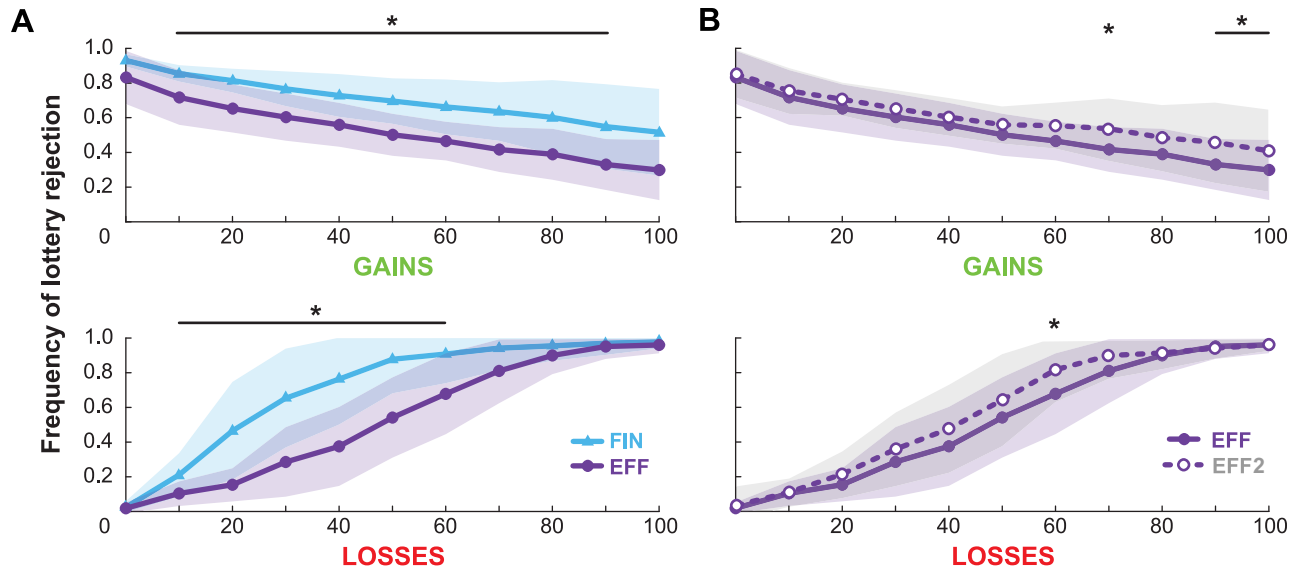 A
B
Frequency of lottery rejection
*
1.0
0.8
0.6
0.4
0.2
0 20 40 60 80 100
GAINS
* *
20 40 60 80 100
GAINS
*
1.0
0.8
0.6
0.4
0.2
FIN
EFF
0 20 40 60 80 100
LOSSES
*
EFF
EFF2
20 40 60 80 100
LOSSES